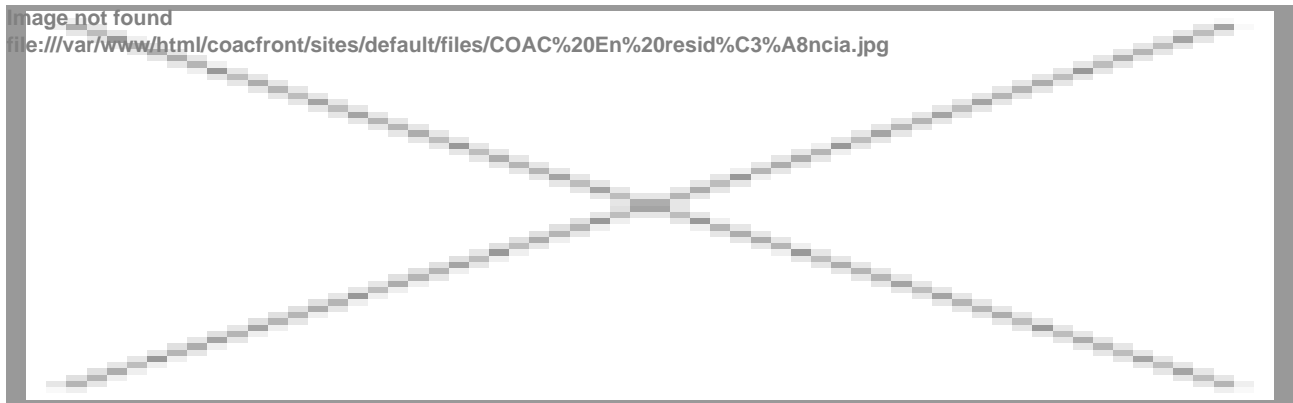 Image not found
file:///var/www/html/coacfront/sites/default/files/COAC%20En%20resid%C3%A8ncia.jpg